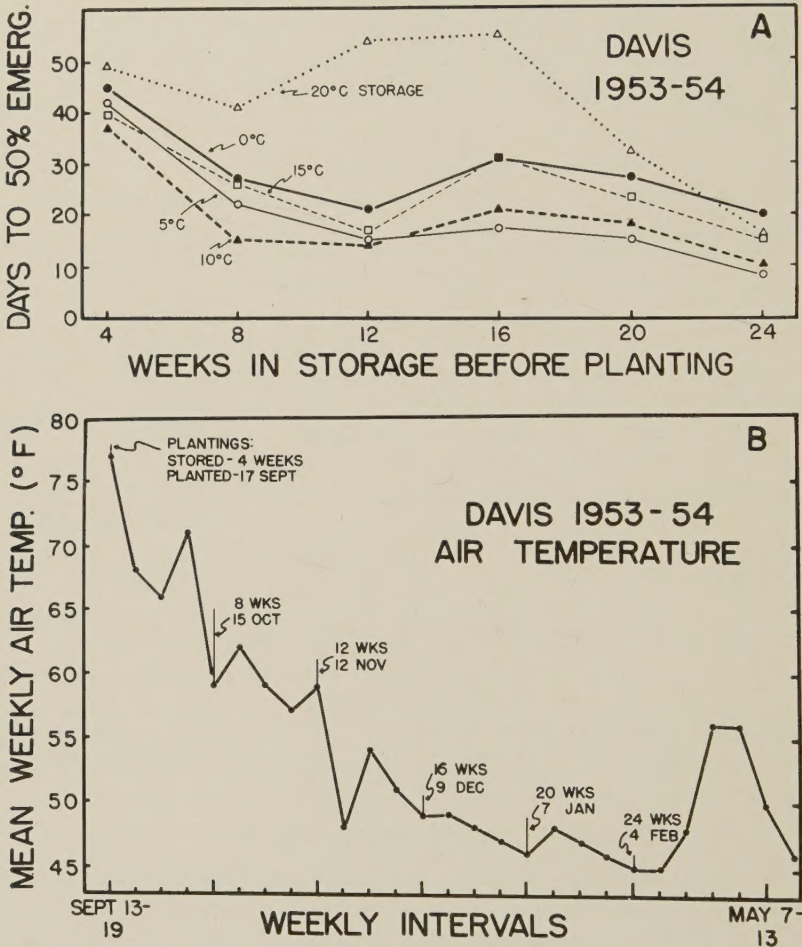 A
DAVIS
1953-54
DAYS TO 50% EMERG.
50
40
30
20
10
0
20°C STORAGE
0°C
15°C
5°C
10°C
4 8 12 16 20 24
WEEKS IN STORAGE BEFORE PLANTING
B
DAVIS 1953-54
AIR TEMPERATURE
MEAN WEEKLY AIR TEMP. (°F)
80
75
70
65
60
55
50
45
PLANTINGS:
STORED-4 WEEKS
PLANTED-17 SEPT
8 WKS
15 OCT
12 WKS
12 NOV
16 WKS
9 DEC
20 WKS
7 JAN
24 WKS
4 FEB
SEPT 13-
19
WEEKLY INTERVALS
MAY 7-
13